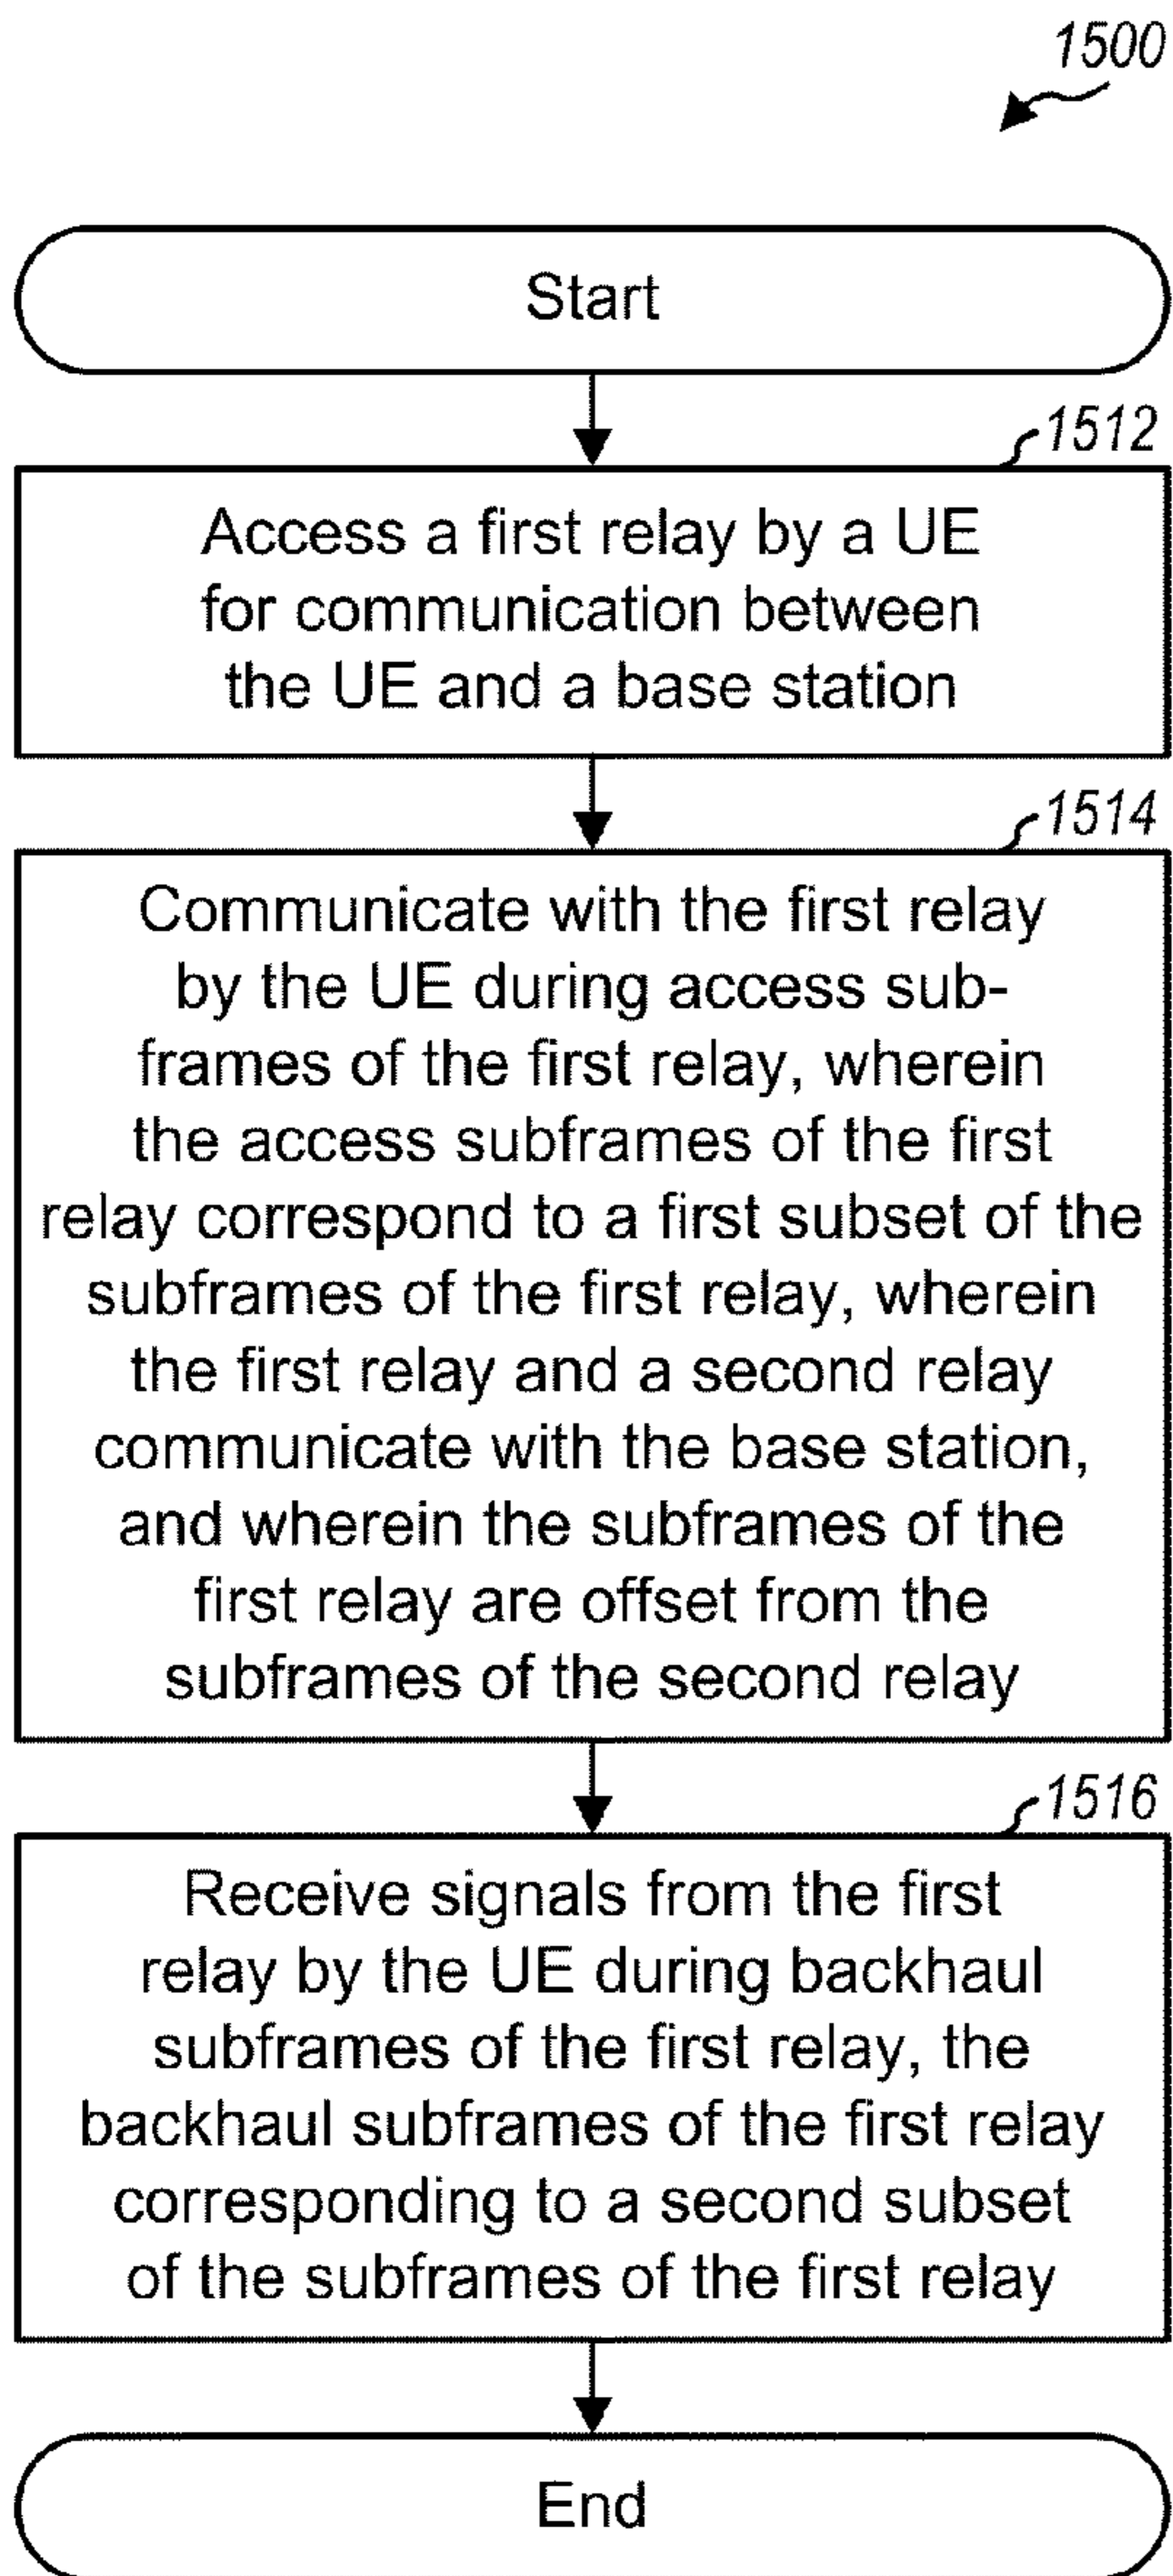 1500
Start
1512
Access a first relay by a UE
for communication between
the UE and a base station
1514
Communicate with the first relay
by the UE during access sub-
frames of the first relay, wherein
the access subframes of the first
relay correspond to a first subset of the
subframes of the first relay, wherein
the first relay and a second relay
communicate with the base station,
and wherein the subframes of the
first relay are offset from the
subframes of the second relay
1516
Receive signals from the first
relay by the UE during backhaul
subframes of the first relay, the
backhaul subframes of the first relay
corresponding to a second subset
of the subframes of the first relay
End